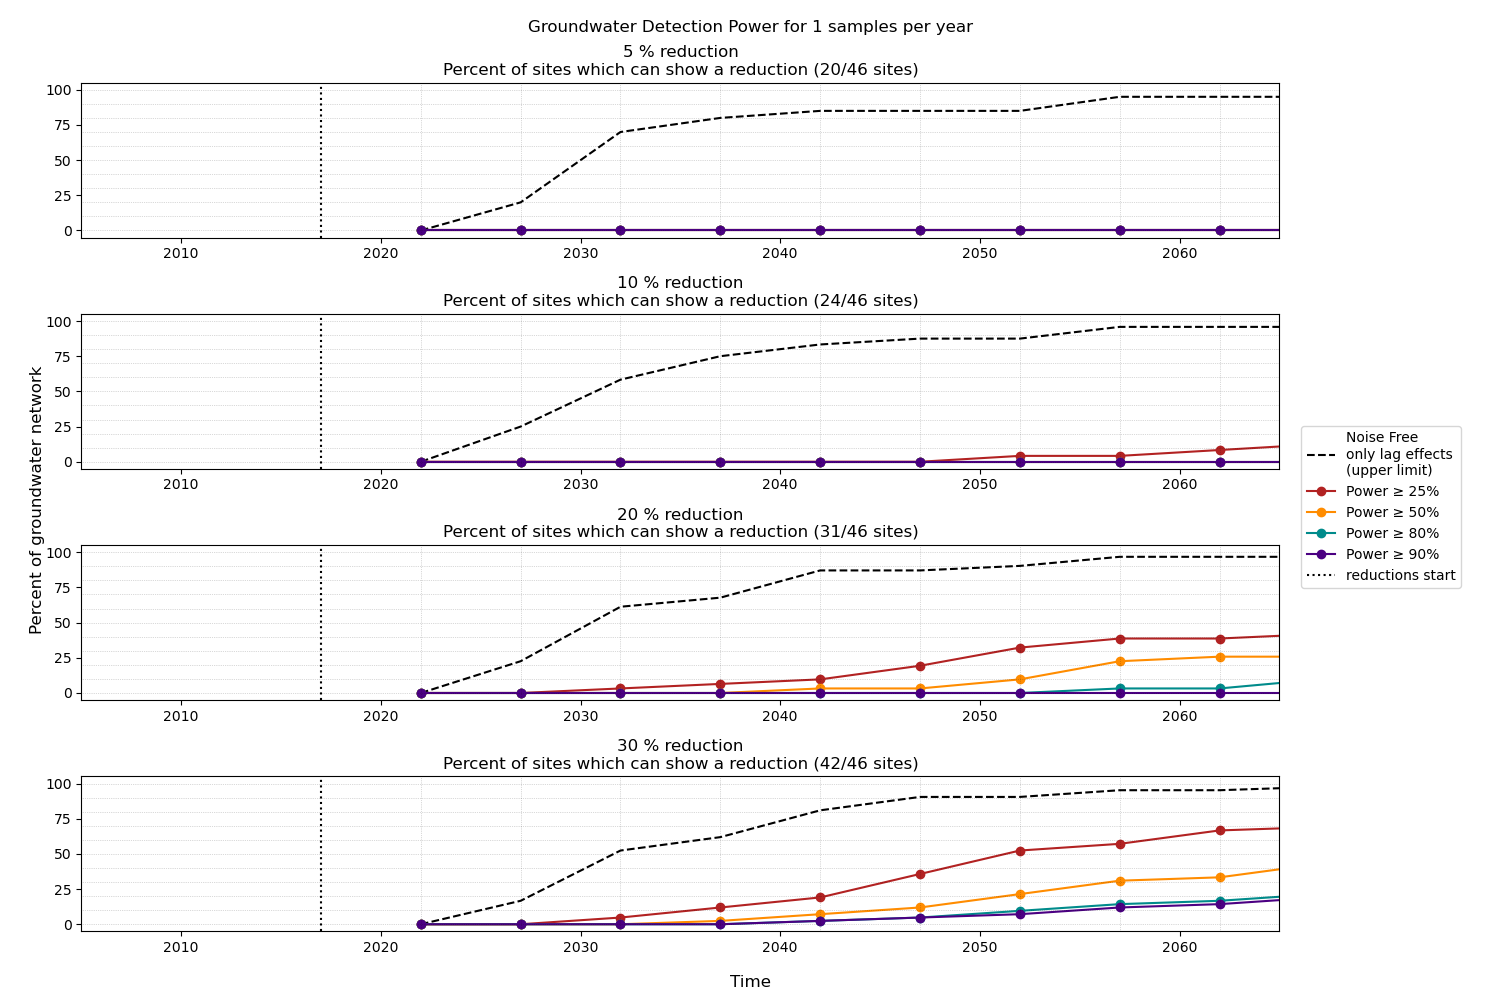 Groundwater Detection Power for 1 samples per year
5 % reduction
Percent of sites which can show a reduction (20/46 sites)
100
75
50
25
0
2010 2020 2030 2040 2050 2060
10 % reduction
Percent of sites which can show a reduction (24/46 sites)
100
75
50
25
0
2010 2020 2030 2040 2050 2060
20 % reduction
Percent of sites which can show a reduction (31/46 sites)
100
75
50
25
0
2010 2020 2030 2040 2050 2060
30 % reduction
Percent of sites which can show a reduction (42/46 sites)
100
75
50
25
0
2010 2020 2030 2040 2050 2060
Percent of groundwater network
Time
Noise Free
only lag effects
(upper limit)
Power ≥ 25%
Power ≥ 50%
Power ≥ 80%
Power ≥ 90%
reductions start